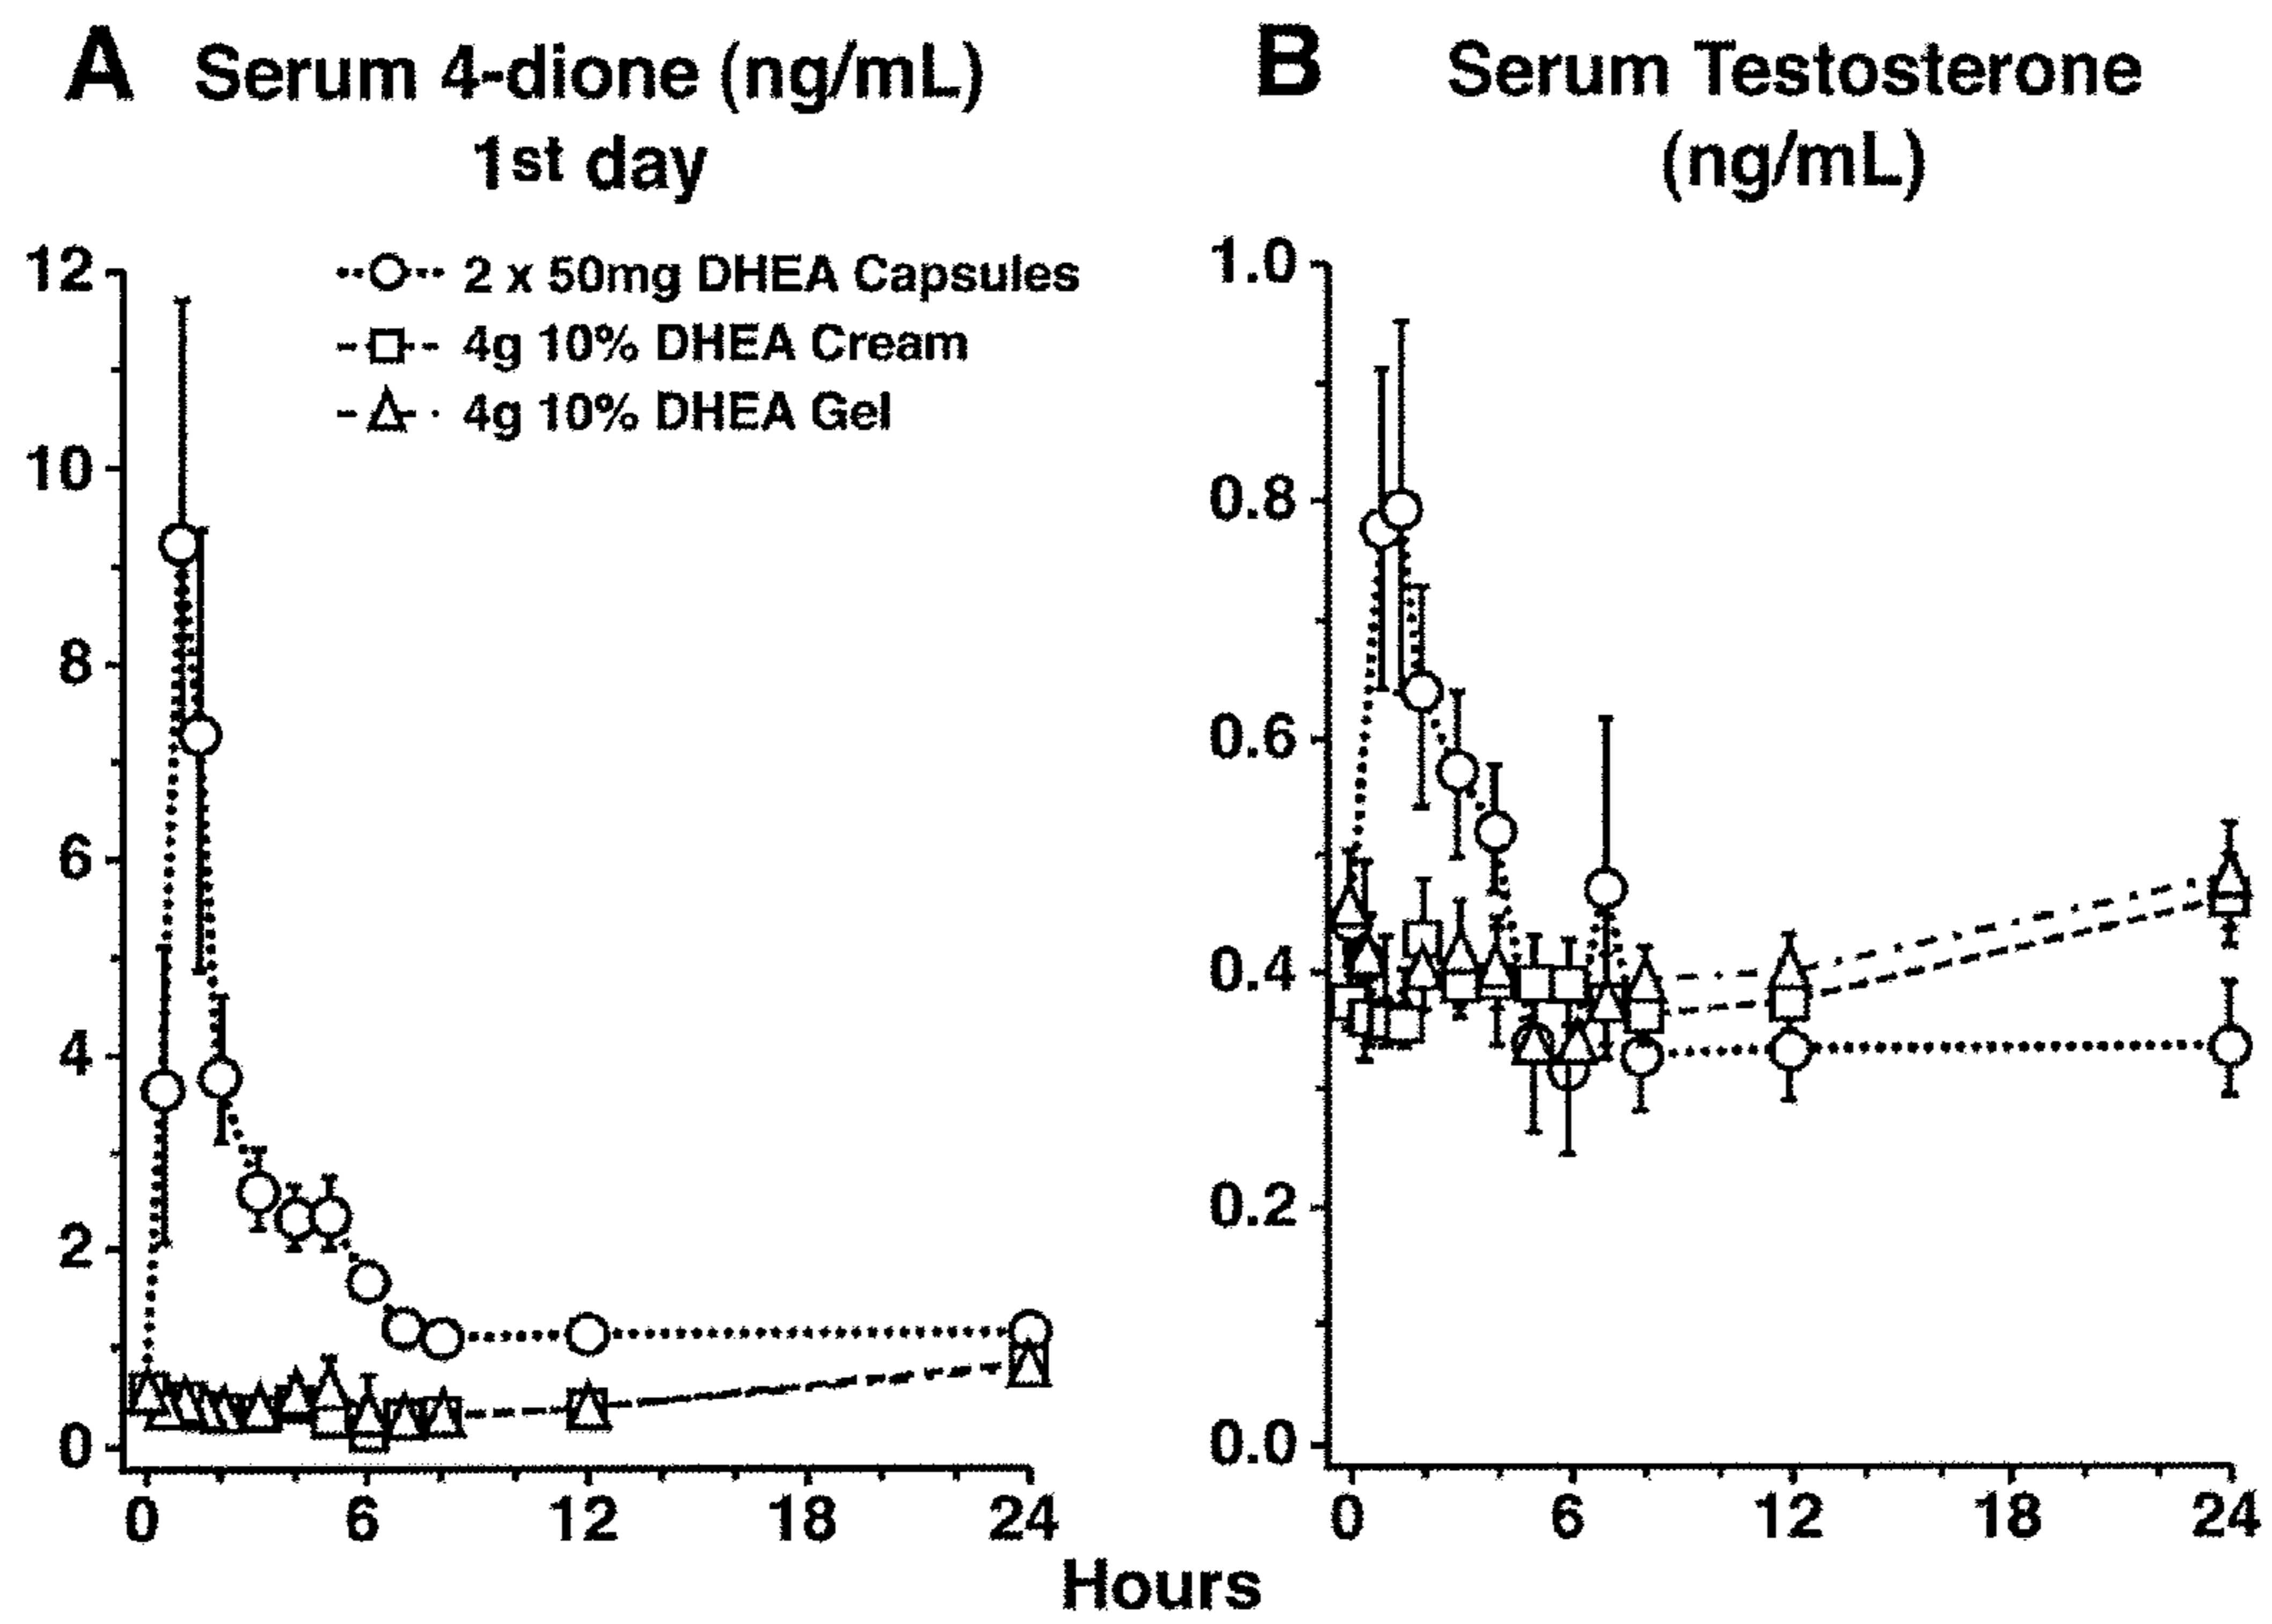 A Serum 4-dione (ng/mL)
1st day
2 x 50mg DHEA Capsules
4g 10% DHEA Cream
4g 10% DHEA Gel
12
10
8
6
4
2
0
0 6 12 18 24
B Serum Testosterone
(ng/mL)
1.0
0.8
0.6
0.4
0.2
0.0
0 6 12 18 24
Hours